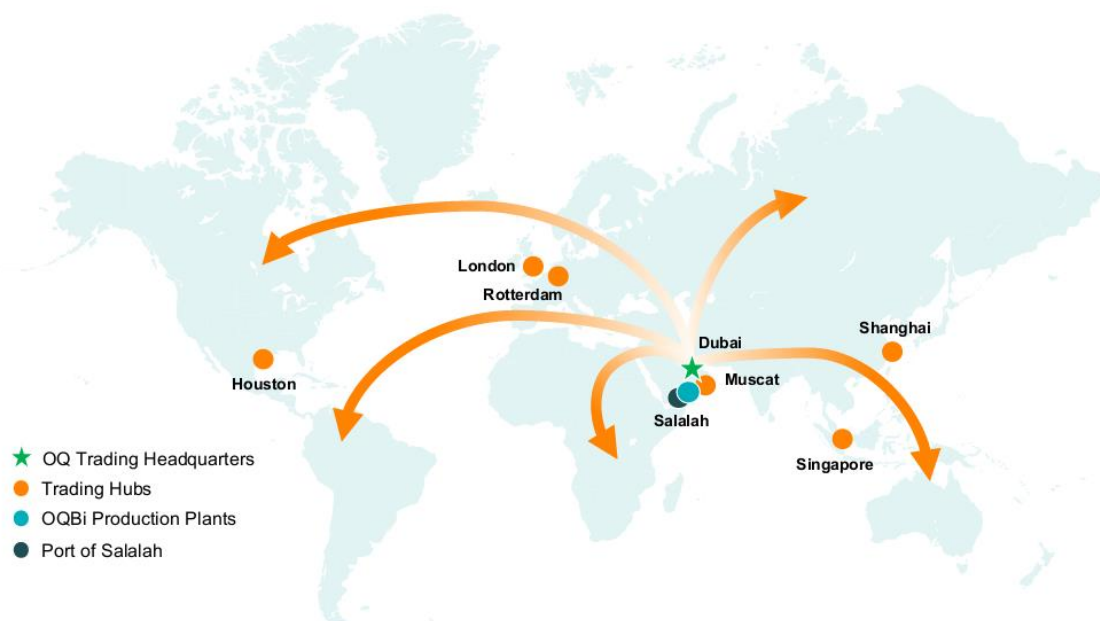 London
Rotterdam
Houston
Dubai
Muscat
Salalah
Shanghai
Singapore
OQ Trading Headquarters
Trading Hubs
OQBi Production Plants
Port of Salalah